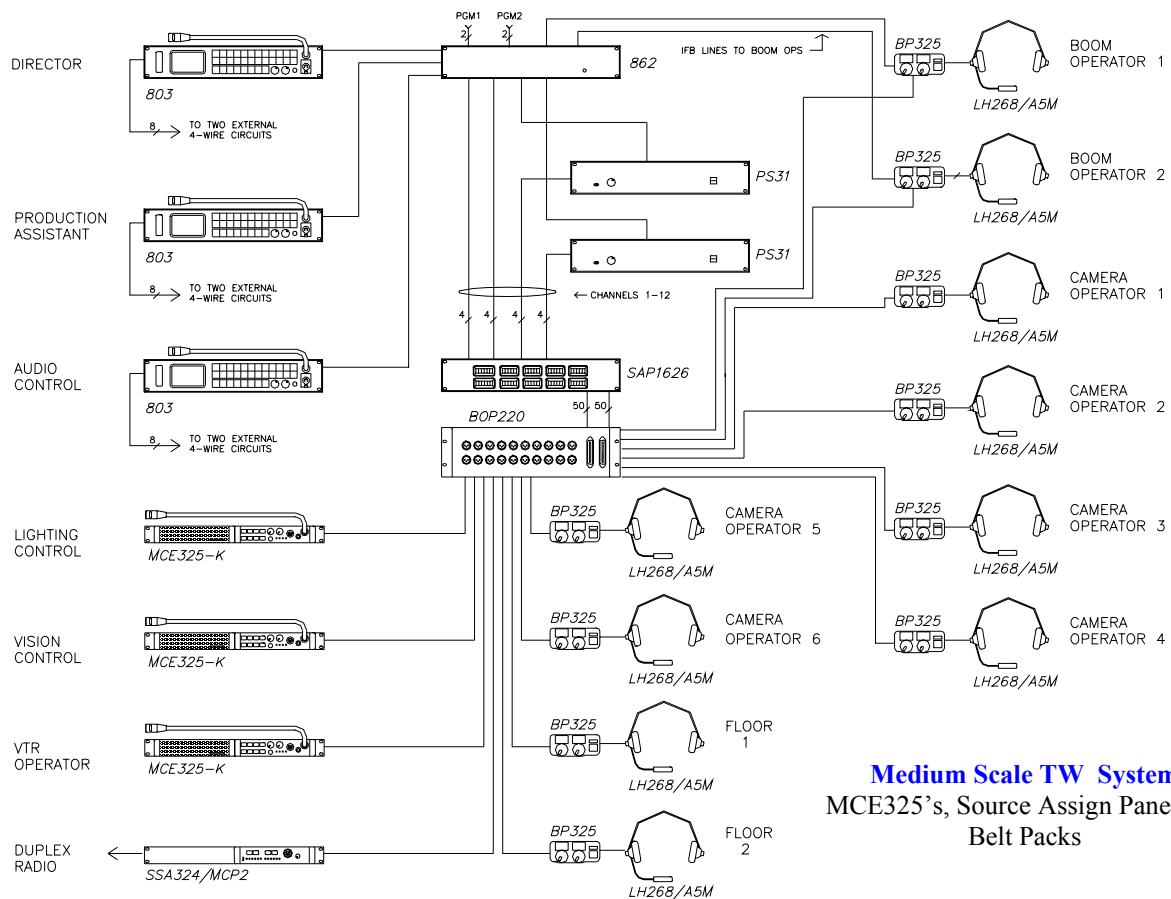 PGM1 PGM2
2 2
DIRECTOR
803
8 TO TWO EXTERNAL
4-WIRE CIRCUITS
862
IFB LINES TO BOOM OPS
BP325
LH268/A5M
BOOM
OPERATOR 1
PRODUCTION
ASSISTANT
803
8 TO TWO EXTERNAL
4-WIRE CIRCUITS
PS31
PS31
CHANNELS 1-12
4 4 4 4
BP325
LH268/A5M
BOOM
OPERATOR 2
BP325
LH268/A5M
CAMERA
OPERATOR 1
AUDIO
CONTROL
803
8 TO TWO EXTERNAL
4-WIRE CIRCUITS
SAP1626
50 50
BOP220
BP325
LH268/A5M
CAMERA
OPERATOR 2
LIGHTING
CONTROL
MCE325-K
BP325
LH268/A5M
CAMERA
OPERATOR 5
BP325
LH268/A5M
CAMERA
OPERATOR 3
VISION
CONTROL
MCE325-K
BP325
LH268/A5M
CAMERA
OPERATOR 6
BP325
LH268/A5M
CAMERA
OPERATOR 4
VTR
OPERATOR
MCE325-K
BP325
LH268/A5M
FLOOR
1
DUPLEX
RADIO
SSA324/MCP2
BP325
LH268/A5M
FLOOR
2
Medium Scale TW System
MCE325's, Source Assign Pane
Belt Packs